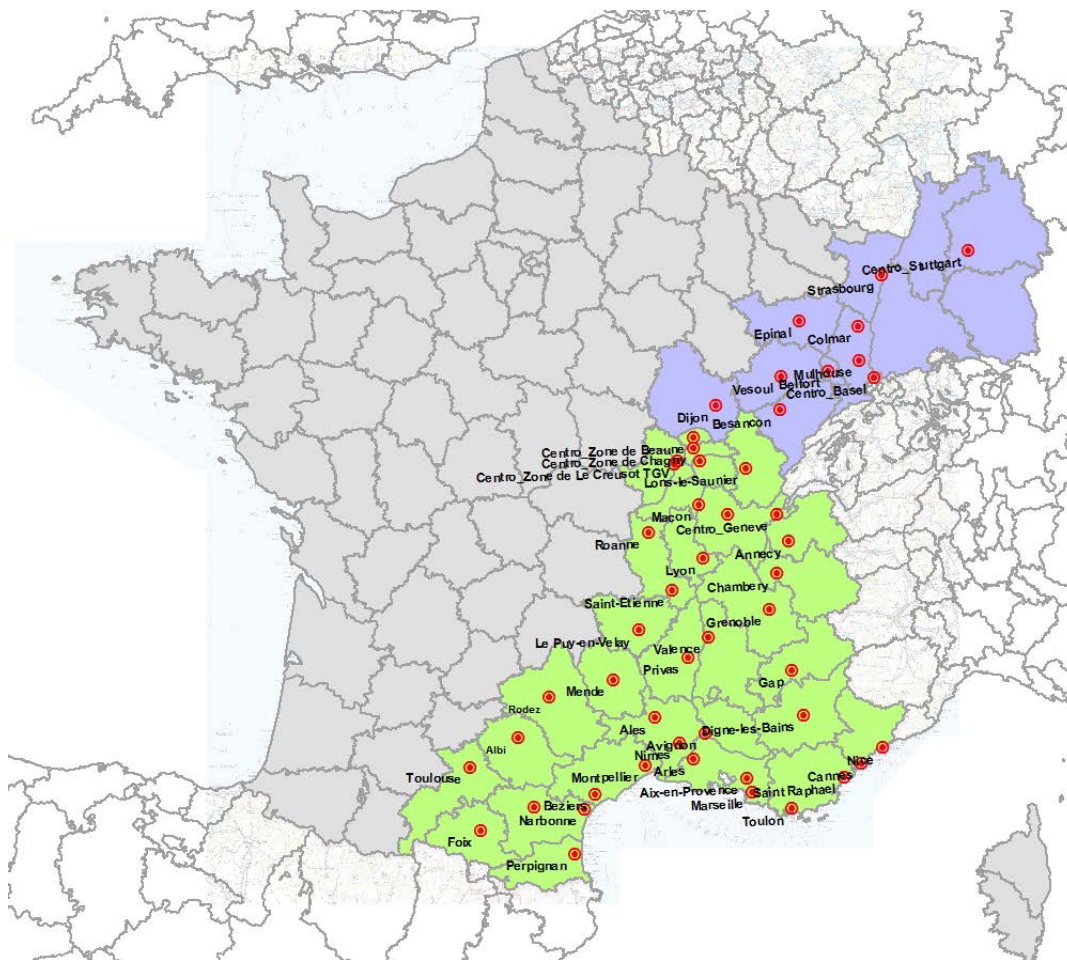 Centro_Stuttgart
Strasbourg
Epinal
Colmar
Mulhouse
Vesoul
Belfort
Centro_Basel
Dijon
Besancon
Centro_Zone de Beaune
Centro_Zone de Chagny
Centro_Zone de Le Creusot TGV
Lons-le-Saunier
Macon
Centro_Geneve
Roanne
Annecy
Lyon
Chambery
Saint-Etienne
Grenoble
Le Puy-en-Velay
Valence
Privas
Gap
Mende
Rodez
Ales
Digne-les-Bains
Albi
Avignon
Nimes
Nice
Toulouse
Montpellier
Arles
Cannes
Aix-en-Provence
Saint Raphael
Beziers
Marseille
Narbonne
Toulon
Foix
Perpignan